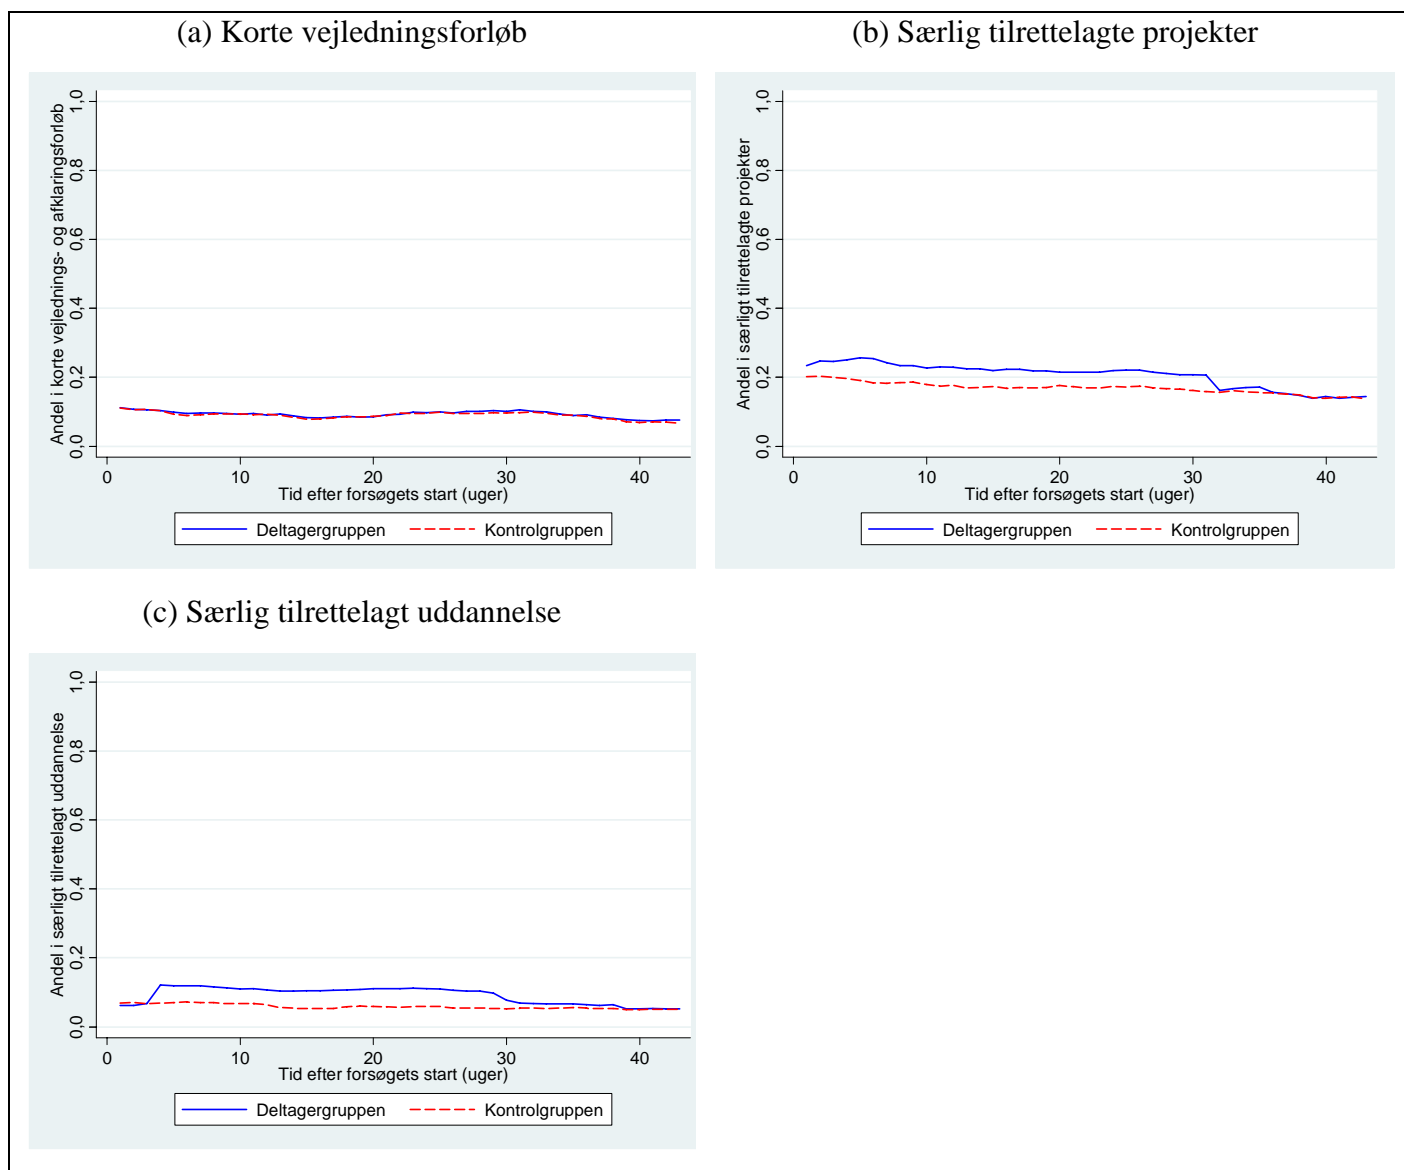 (a) Korte vejledningsforløb
Andel i korte vejlednings- og afklaringsforløb
1,0
0,8
0,6
0,4
0,2
0,0
0 10 20 30 40
Tid efter forsøgets start (uger)
Deltagergruppen Kontrolgruppen
(b) Særlig tilrettelagte projekter
Andel i særligt tilrettelagte projekter
1,0
0,8
0,6
0,4
0,2
0,0
0 10 20 30 40
Tid efter forsøgets start (uger)
Deltagergruppen Kontrolgruppen
(c) Særlig tilrettelagt uddannelse
Andel i særligt tilrettelagt uddannelse
1,0
0,8
0,6
0,4
0,2
0,0
0 10 20 30 40
Tid efter forsøgets start (uger)
Deltagergruppen Kontrolgruppen